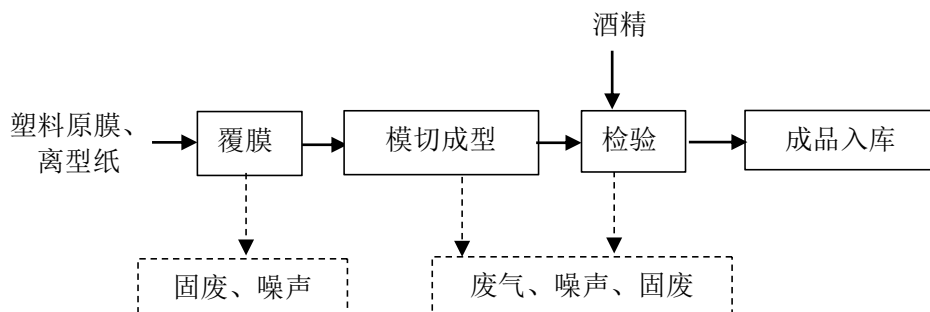 酒精
塑料原膜、
离型纸
覆膜
模切成型
检验
成品入库
固废、噪声
废气、噪声、固废